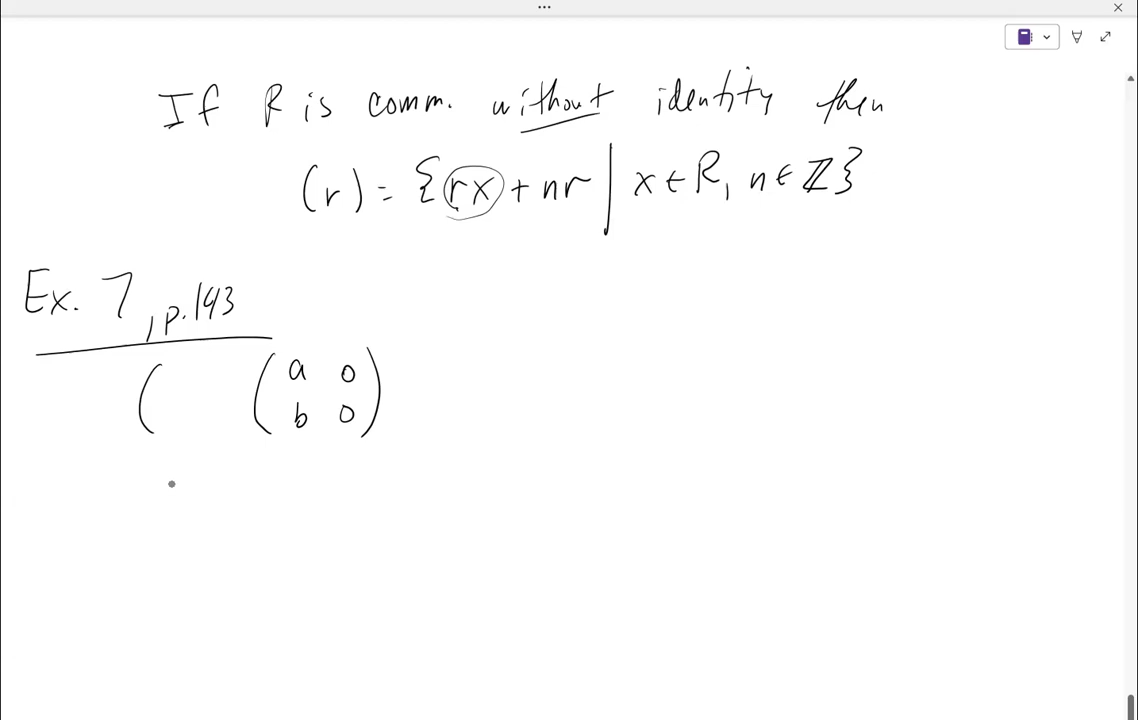 If R is comm. without identity then
(r) = {rx + nr | x ∈ R, n ∈ ℤ}
Ex. 7, p.143
( (a 0
b 0)